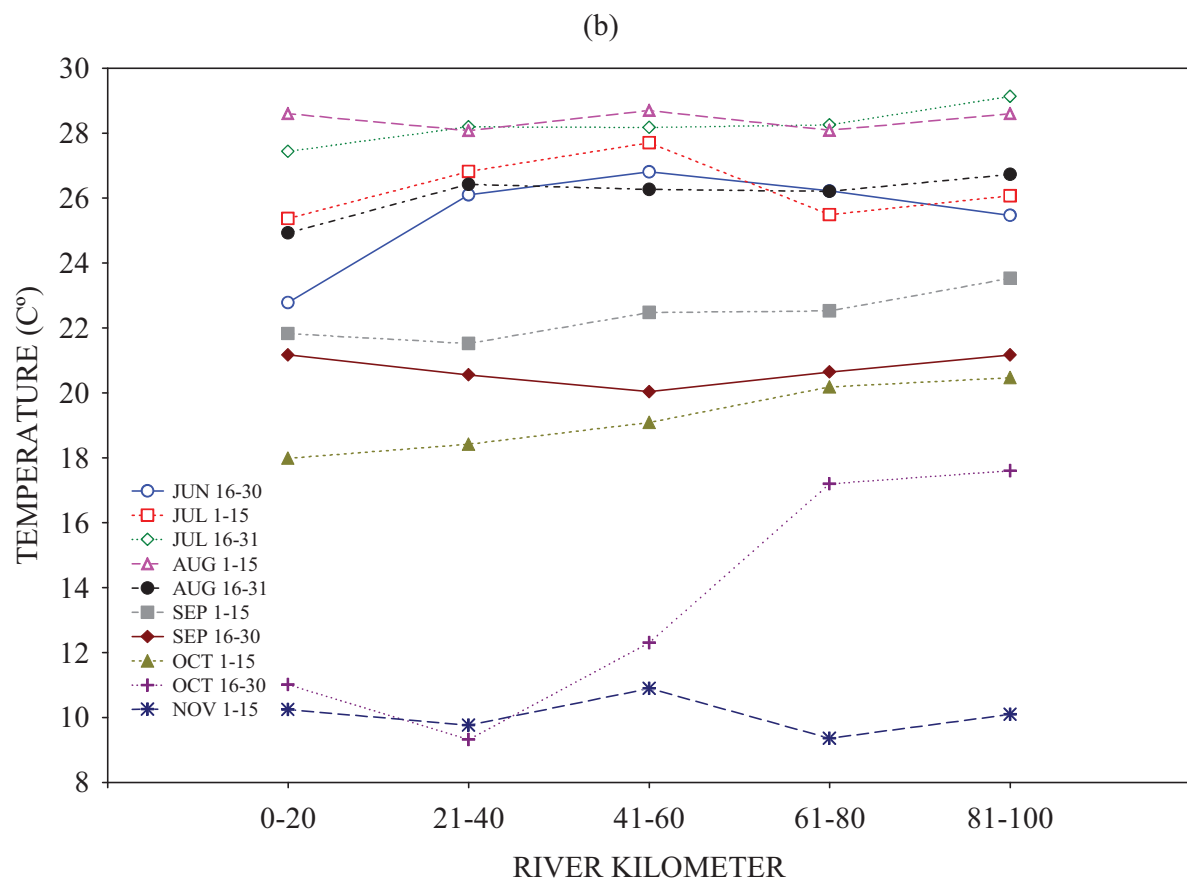 (b)
30
28
26
24
22
20
18
16
14
12
10
8
TEMPERATURE (Cº)
JUN 16-30
JUL 1-15
JUL 16-31
AUG 1-15
AUG 16-31
SEP 1-15
SEP 16-30
OCT 1-15
OCT 16-30
NOV 1-15
0-20 21-40 41-60 61-80 81-100
RIVER KILOMETER